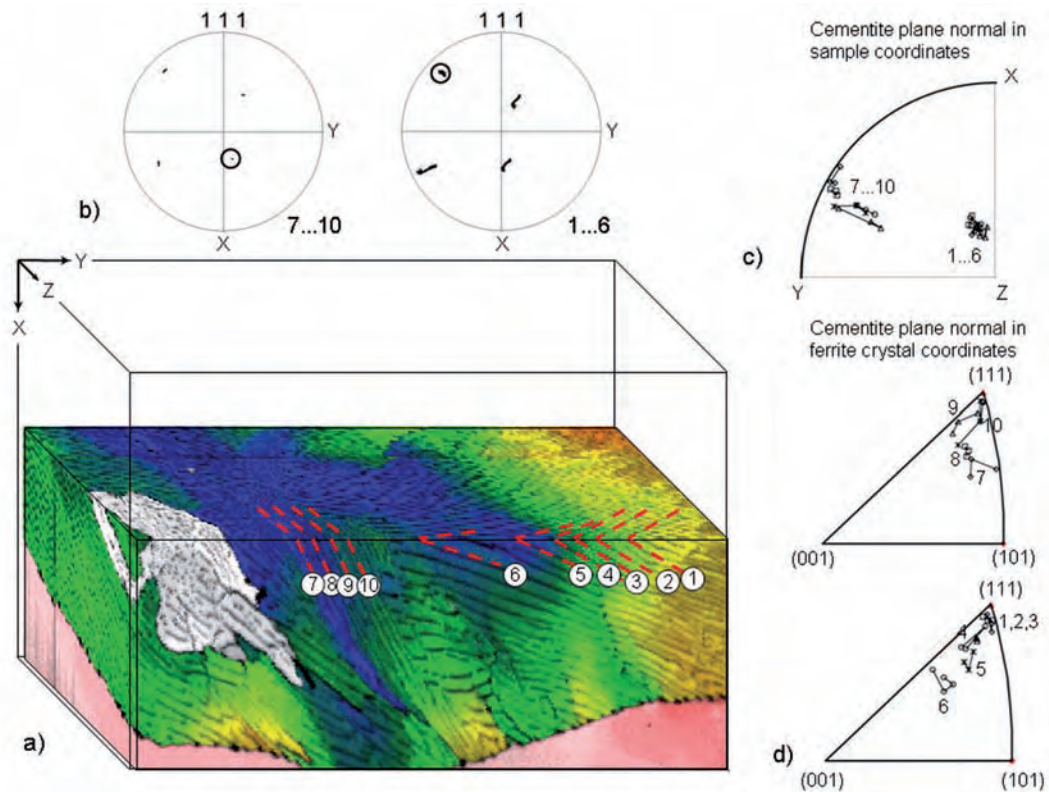 1 1 1
1 1 1
Y
Y
b)
X
7...10
X
1...6
Cementite plane normal in
sample coordinates
X
7...10
1...6
c)
Y
Z
Y
Z
X
7
8
9
10
6
5
4
3
2
1
a)
Cementite plane normal in
ferrite crystal coordinates
(111)
9
10
8
7
(001)
(101)
(111)
4
1,2,3
5
6
d)
(001)
(101)